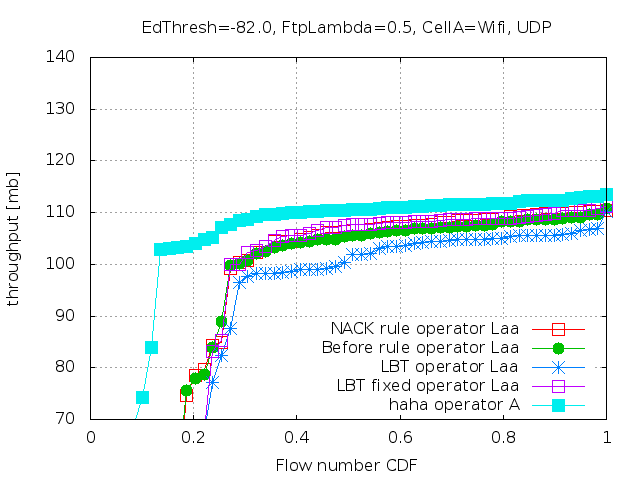 EdThresh=-82.0, FtpLambda=0.5, CellA=Wifi, UDP
140
130
120
110
100
90
80
70
throughput [mb]
NACK rule operator Laa
Before rule operator Laa
LBT operator Laa
LBT fixed operator Laa
haha operator A
0 0.2 0.4 0.6 0.8 1
Flow number CDF